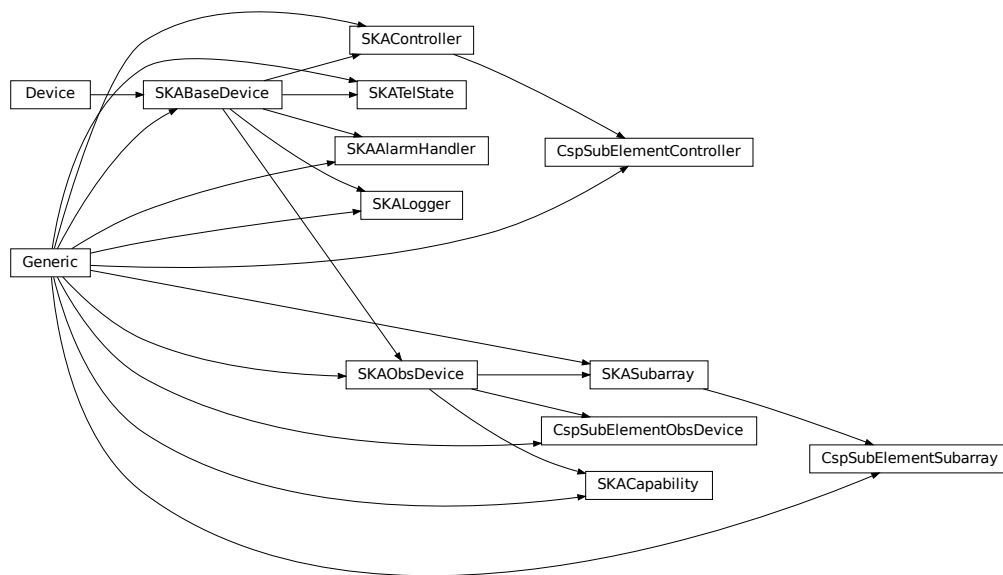 SKAController
Device
SKABaseDevice
SKATelState
SKAAlarmHandler
CspSubElementController
SKALogger
Generic
SKAObsDevice
SKASubarray
CspSubElementObsDevice
CspSubElementSubarray
SKACapability